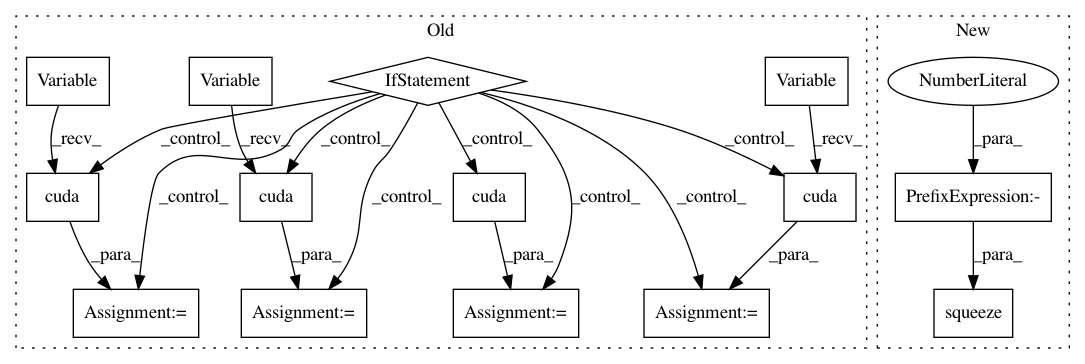 Old
New
Variable
Variable
IfStatement
Variable
NumberLiteral
_recv_
_control_
_recv_
_control_
_control_
_control_
_recv_
_para_
cuda
cuda
cuda
cuda
PrefixExpression:-
_control_
_control_
_control_
_control_
_para_
_para_
_para_
_para_
_para_
Assignment:=
Assignment:=
Assignment:=
Assignment:=
squeeze